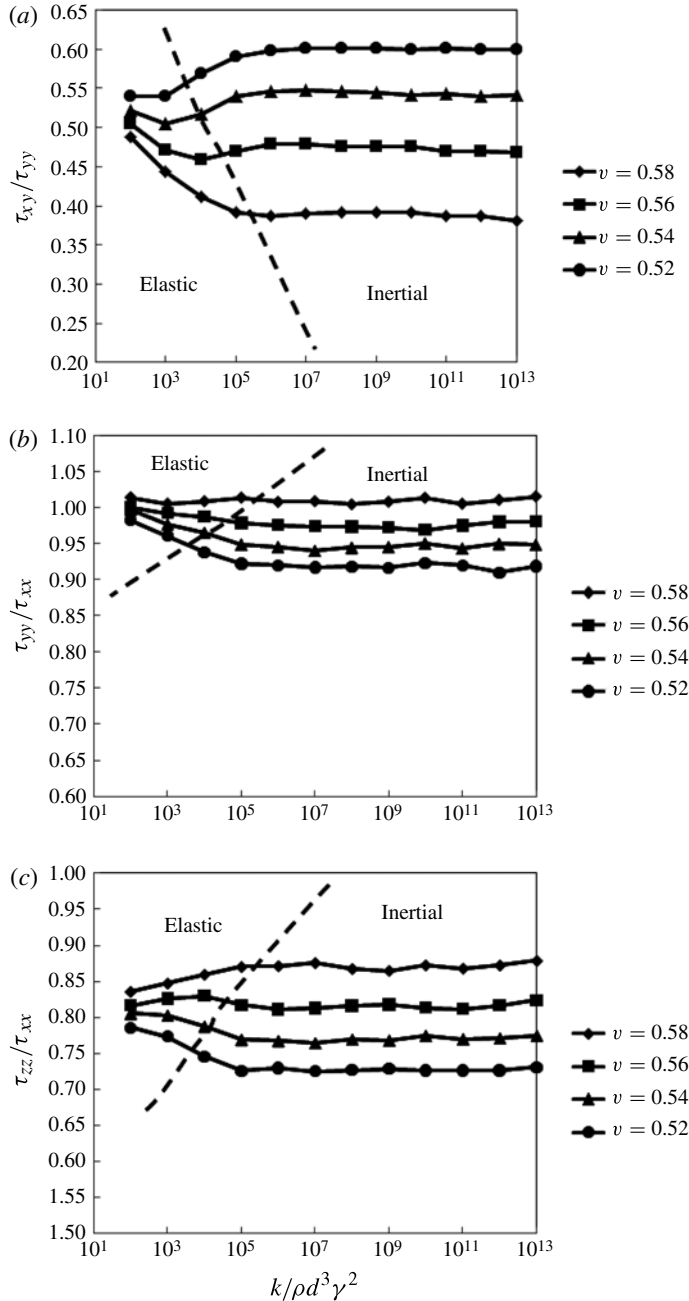 (a)
0.65
0.60
0.55
0.50
0.45
0.40
0.35
0.30
0.25
0.20
τxy/τyy
Elastic
Inertial
10¹ 10³ 10⁵ 10⁷ 10⁹ 10¹¹ 10¹³
υ = 0.58
υ = 0.56
υ = 0.54
υ = 0.52
(b)
1.10
1.05
1.00
0.95
0.90
0.85
0.80
0.75
0.70
0.65
0.60
τyy/τxx
Elastic
Inertial
10¹ 10³ 10⁵ 10⁷ 10⁹ 10¹¹ 10¹³
υ = 0.58
υ = 0.56
υ = 0.54
υ = 0.52
(c)
1.00
0.95
0.90
0.85
0.80
0.75
0.70
0.65
0.60
0.55
1.50
τzz/τxx
Elastic
Inertial
10¹ 10³ 10⁵ 10⁷ 10⁹ 10¹¹ 10¹³
υ = 0.58
υ = 0.56
υ = 0.54
υ = 0.52
k/ρd³γ²